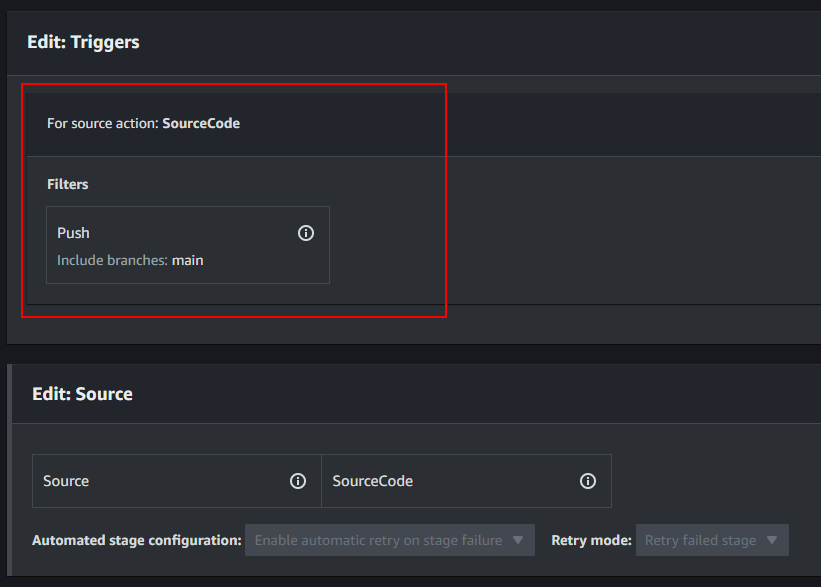 Edit: Triggers
For source action: SourceCode
Filters
Push
Include branches: main
Edit: Source
Source
SourceCode
Automated stage configuration: Enable automatic retry on stage failure Retry mode: Retry failed stage